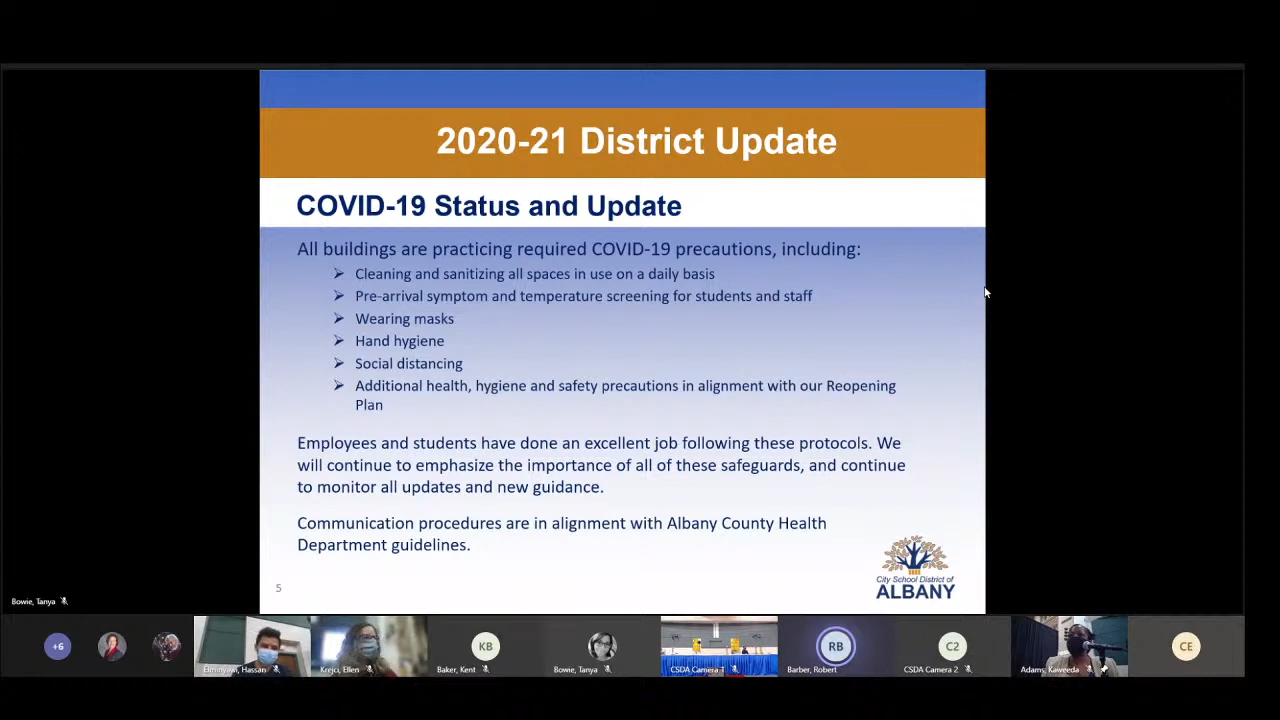 2020-21 District Update
COVID-19 Status and Update
All buildings are practicing required COVID-19 precautions, including:
Cleaning and sanitizing all spaces in use on a daily basis
Pre-arrival symptom and temperature screening for students and staff
Wearing masks
Hand hygiene
Social distancing
Additional health, hygiene and safety precautions in alignment with our Reopening
Plan
Employees and students have done an excellent job following these protocols. We
will continue to emphasize the importance of all of these safeguards, and continue
to monitor all updates and new guidance.
Communication procedures are in alignment with Albany County Health
Department guidelines.
City School District of
ALBANY
5
Bowie, Tanya
+6
Hassan
Krejci, Ellen
KB
Baker, Kent
Bowie, Tanya
CSDA Camera 1
RB
Barber, Robert
C2
CSDA Camera 2
Adams, Kaweeda
CE